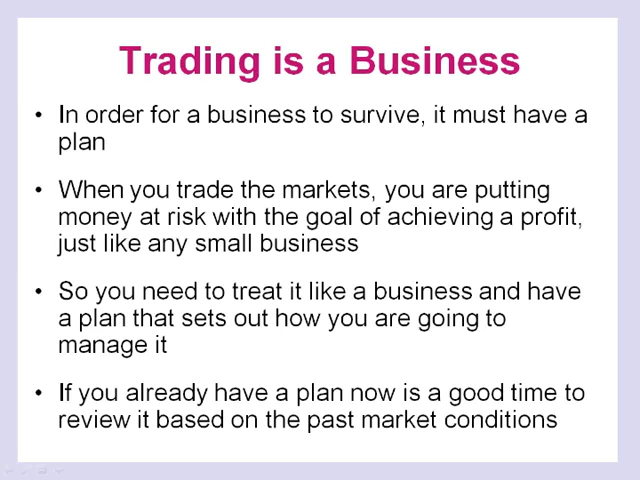 Trading is a Business
• In order for a business to survive, it must have a
plan
• When you trade the markets, you are putting
money at risk with the goal of achieving a profit,
just like any small business
• So you need to treat it like a business and have
a plan that sets out how you are going to
manage it
• If you already have a plan now is a good time to
review it based on the past market conditions